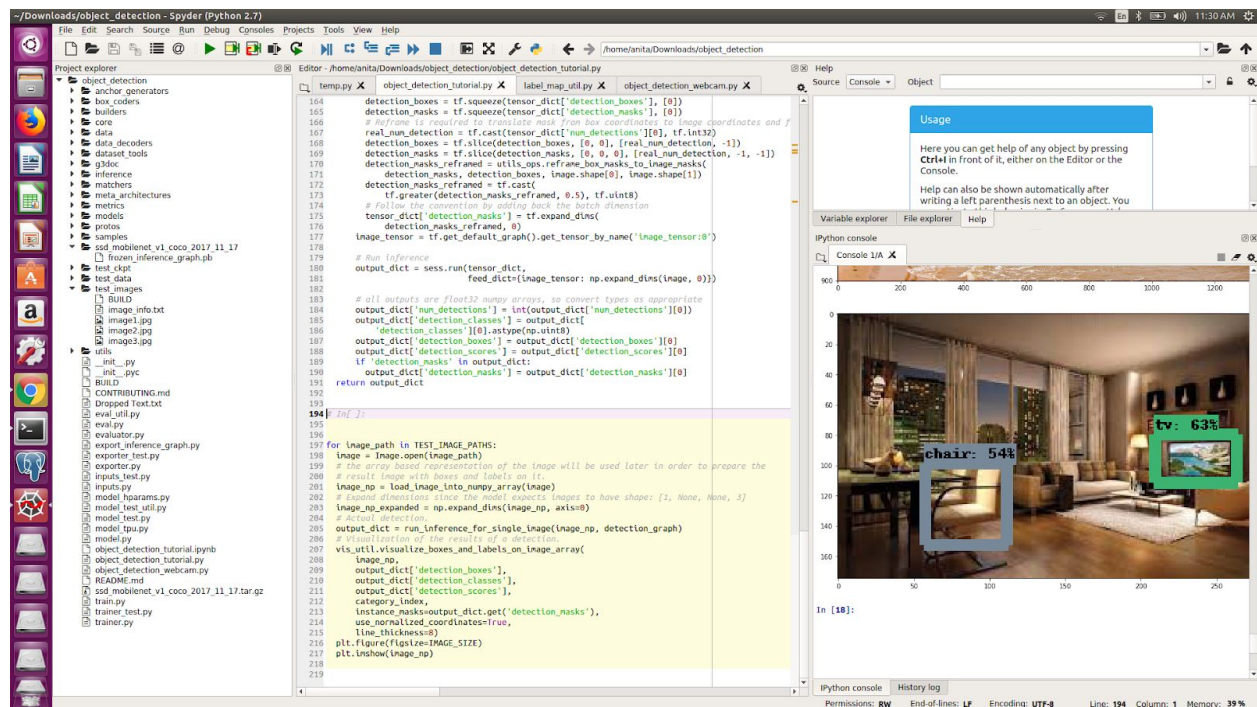 ~/Downloads/object_detection - Spyder (Python 2.7)
En
11:30 AM
File Edit Search Source Run Debug Consoles Projects Tools View Help
/home/anita/Downloads/object_detection
Project explorer
object_detection
anchor_generators
box_coders
builders
core
data
data_decoders
dataset_tools
g3doc
inference
matchers
meta_architectures
metrics
models
protos
samples
ssd_mobilenet_v1_coco_2017_11_17
frozen_inference_graph.pb
test_ckpt
test_data
test_images
BUILD
image_info.txt
image1.jpg
image2.jpg
image3.jpg
utils
__init__.py
__init__.pyc
BUILD
CONTRIBUTING.md
Dropped Text.txt
eval_util.py
eval.py
evaluator.py
export_inference_graph.py
exporter_test.py
exporter.py
inputs_test.py
inputs.py
model_hparams.py
model_test_util.py
model_test.py
model_tpu.py
model.py
object_detection_tutorial.ipynb
object_detection_tutorial.py
object_detection_webcam.py
README.md
ssd_mobilenet_v1_coco_2017_11_17.tar.gz
train.py
trainer_test.py
trainer.py
Editor - /home/anita/Downloads/object_detection/object_detection_tutorial.py
temp.py object_detection_tutorial.py label_map_util.py object_detection_webcam.py
164 detection_boxes = tf.squeeze(tensor_dict['detection_boxes'], [0])
165 detection_masks = tf.squeeze(tensor_dict['detection_masks'], [0])
166 # Reframe is required to translate mask from box coordinates to image coordinates and f
167 real_num_detection = tf.cast(tensor_dict['num_detections'][0], tf.int32)
168 detection_boxes = tf.slice(detection_boxes, [0, 0], [real_num_detection, -1])
169 detection_masks = tf.slice(detection_masks, [0, 0, 0], [real_num_detection, -1, -1])
170 detection_masks_reframed = utils_ops.reframe_box_masks_to_image_masks(
171 detection_masks, detection_boxes, image.shape[0], image.shape[1])
172 detection_masks_reframed = tf.cast(
173 tf.greater(detection_masks_reframed, 0.5), tf.uint8)
174 # Follow the convention by adding back the batch dimension
175 tensor_dict['detection_masks'] = tf.expand_dims(
176 detection_masks_reframed, 0)
177 image_tensor = tf.get_default_graph().get_tensor_by_name('image_tensor:0')
178
179 # Run inference
180 output_dict = sess.run(tensor_dict,
181 feed_dict={image_tensor: np.expand_dims(image, 0)})
182
183 # all outputs are float32 numpy arrays, so convert types as appropriate
184 output_dict['num_detections'] = int(output_dict['num_detections'][0])
185 output_dict['detection_classes'] = output_dict[
186 'detection_classes'][0].astype(np.uint8)
187 output_dict['detection_boxes'] = output_dict['detection_boxes'][0]
188 output_dict['detection_scores'] = output_dict['detection_scores'][0]
189 if 'detection_masks' in output_dict:
190 output_dict['detection_masks'] = output_dict['detection_masks'][0]
191 return output_dict
192
193
194 # In[ ]:
195
196
197 for image_path in TEST_IMAGE_PATHS:
198 image = Image.open(image_path)
199 # the array based representation of the image will be used later in order to prepare the
200 # result image with boxes and labels on it.
201 image_np = load_image_into_numpy_array(image)
202 # Expand dimensions since the model expects images to have shape: [1, None, None, 3]
203 image_np_expanded = np.expand_dims(image_np, axis=0)
204 # Actual detection.
205 output_dict = run_inference_for_single_image(image_np, detection_graph)
206 # Visualization of the results of a detection.
207 vis_util.visualize_boxes_and_labels_on_image_array(
208 image_np,
209 output_dict['detection_boxes'],
210 output_dict['detection_classes'],
211 output_dict['detection_scores'],
212 category_index,
213 instance_masks=output_dict.get('detection_masks'),
214 use_normalized_coordinates=True,
215 line_thickness=8)
216 plt.figure(figsize=IMAGE_SIZE)
217 plt.imshow(image_np)
218
219
Help
Source Console Object
Usage
Here you can get help of any object by pressing
Ctrl+I in front of it, either on the Editor or the
Console.
Help can also be shown automatically after
writing a left parenthesis next to an object. You
Variable explorer File explorer Help
IPython console
Console 1/A
900
0 200 400 600 800 1000 1200
0
20
40
60
80
100
120
140
160
tv: 63%
chair: 54%
0 50 100 150 200 250
In [18]:
IPython console History log
Permissions: RW End-of-lines: LF Encoding: UTF-8 Line: 194 Column: 1 Memory: 39 %